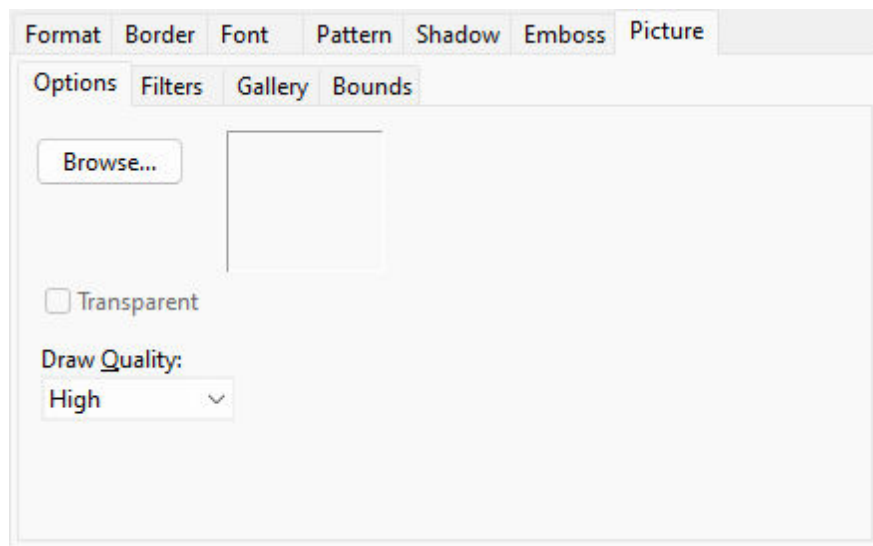 Format Border Font Pattern Shadow Emboss Picture
Options Filters Gallery Bounds
Browse...
Transparent
Draw Quality:
High